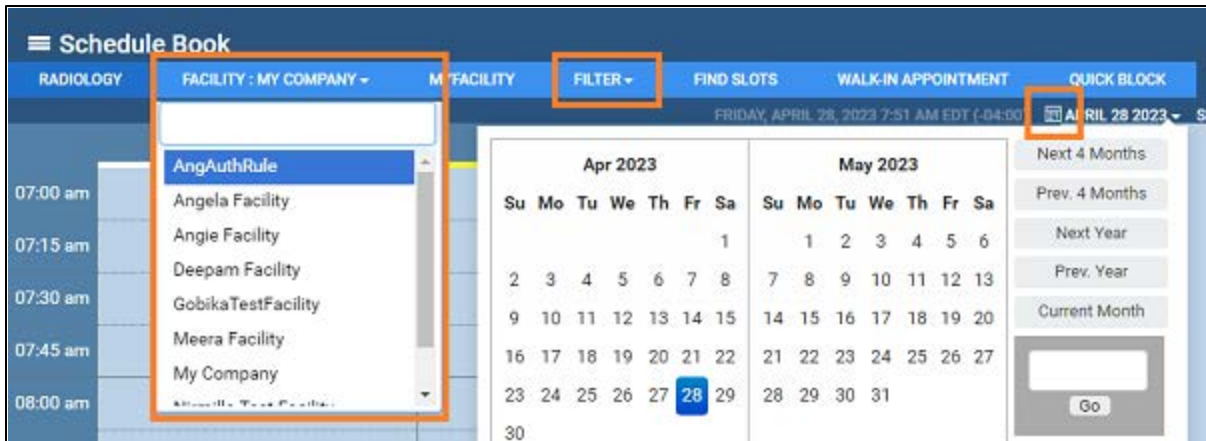 Schedule Book
RADIOLOGY FACILITY : MY COMPANY MYFACILITY FILTER FIND SLOTS WALK-IN APPOINTMENT QUICK BLOCK
FRIDAY, APRIL 28, 2023 7:51 AM EDT (-04:00) APRIL 28 2023 S
07:00 am
07:15 am
07:30 am
07:45 am
08:00 am
AngAuthRule
Angela Facility
Angie Facility
Deepam Facility
GobikaTestFacility
Meera Facility
My Company
Apr 2023
Su Mo Tu We Th Fr Sa
1
2 3 4 5 6 7 8
9 10 11 12 13 14 15
16 17 18 19 20 21 22
23 24 25 26 27 28 29
30
May 2023
Su Mo Tu We Th Fr Sa
1 2 3 4 5 6
7 8 9 10 11 12 13
14 15 16 17 18 19 20
21 22 23 24 25 26 27
28 29 30 31
Next 4 Months
Prev. 4 Months
Next Year
Prev. Year
Current Month
Go